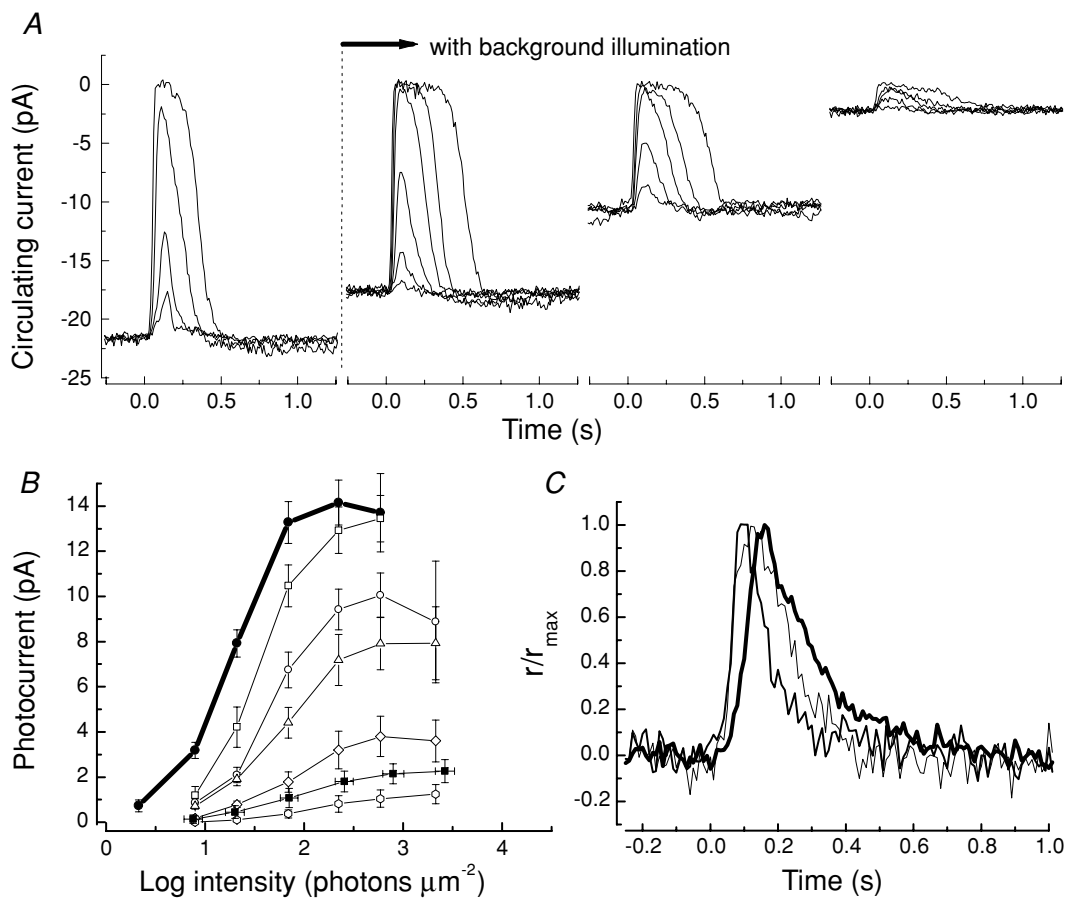 A
with background illumination
Circulating current (pA)
0
-5
-10
-15
-20
-25
0.0 0.5 1.0 0.0 0.5 1.0 0.0 0.5 1.0 0.0 0.5 1.0
Time (s)
B
Photocurrent (pA)
14
12
10
8
6
4
2
0
0 1 2 3 4
Log intensity (photons μm⁻²)
C
r/r_max
1.0
0.8
0.6
0.4
0.2
0.0
-0.2
-0.2 0.0 0.2 0.4 0.6 0.8 1.0
Time (s)